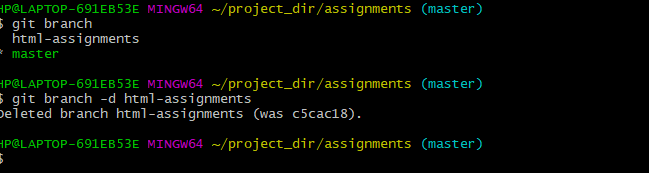 HP@LAPTOP-691EB53E MINGW64 ~/project_dir/assignments (master)
$ git branch
  html-assignments
* master
HP@LAPTOP-691EB53E MINGW64 ~/project_dir/assignments (master)
$ git branch -d html-assignments
Deleted branch html-assignments (was c5cac18).
HP@LAPTOP-691EB53E MINGW64 ~/project_dir/assignments (master)
$